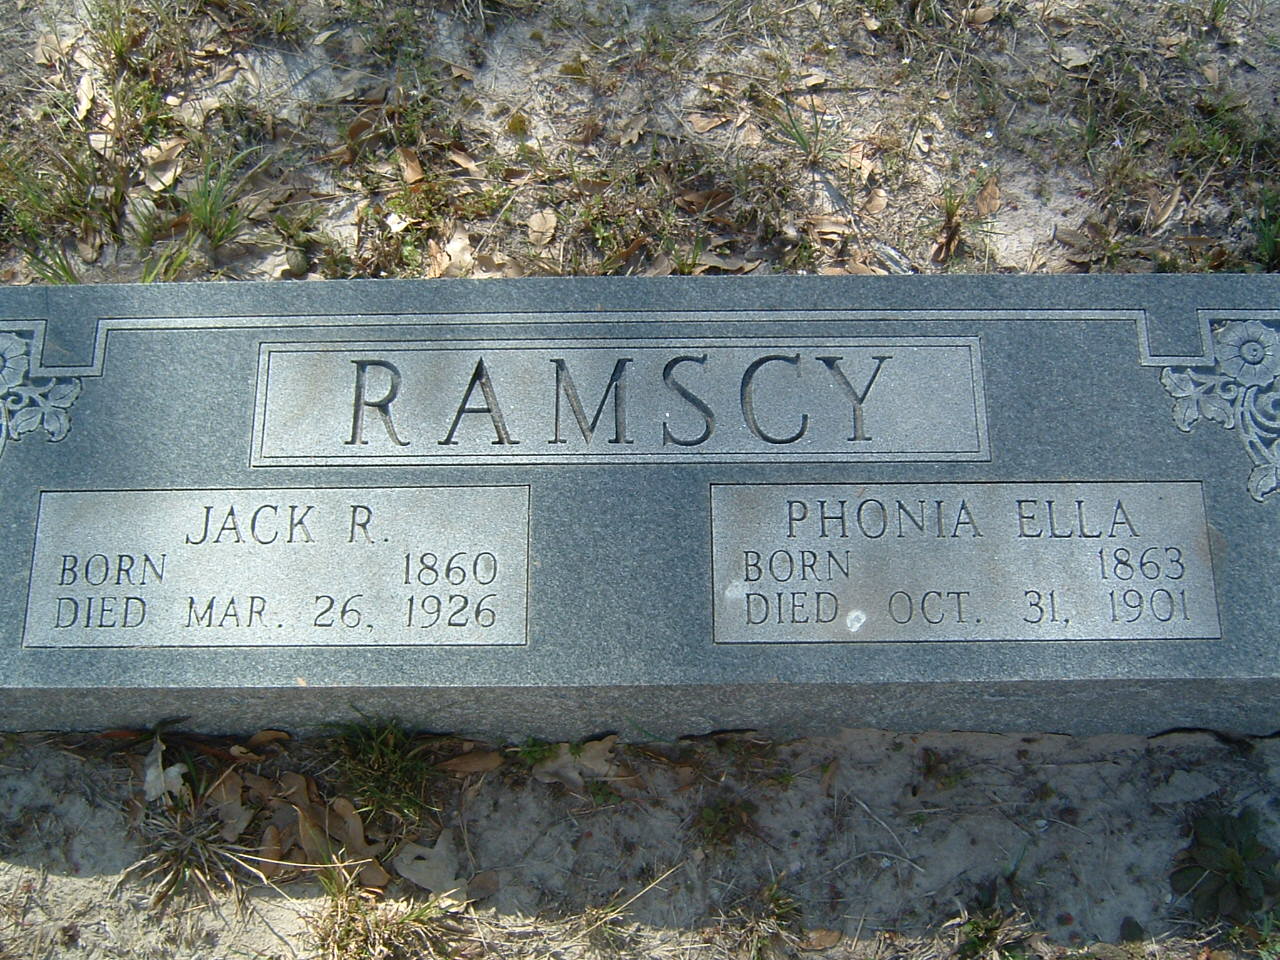 RAMSCY
JACK R.
BORN 1860
DIED MAR. 26, 1926
PHONIA ELLA
BORN 1863
DIED OCT. 31, 1901